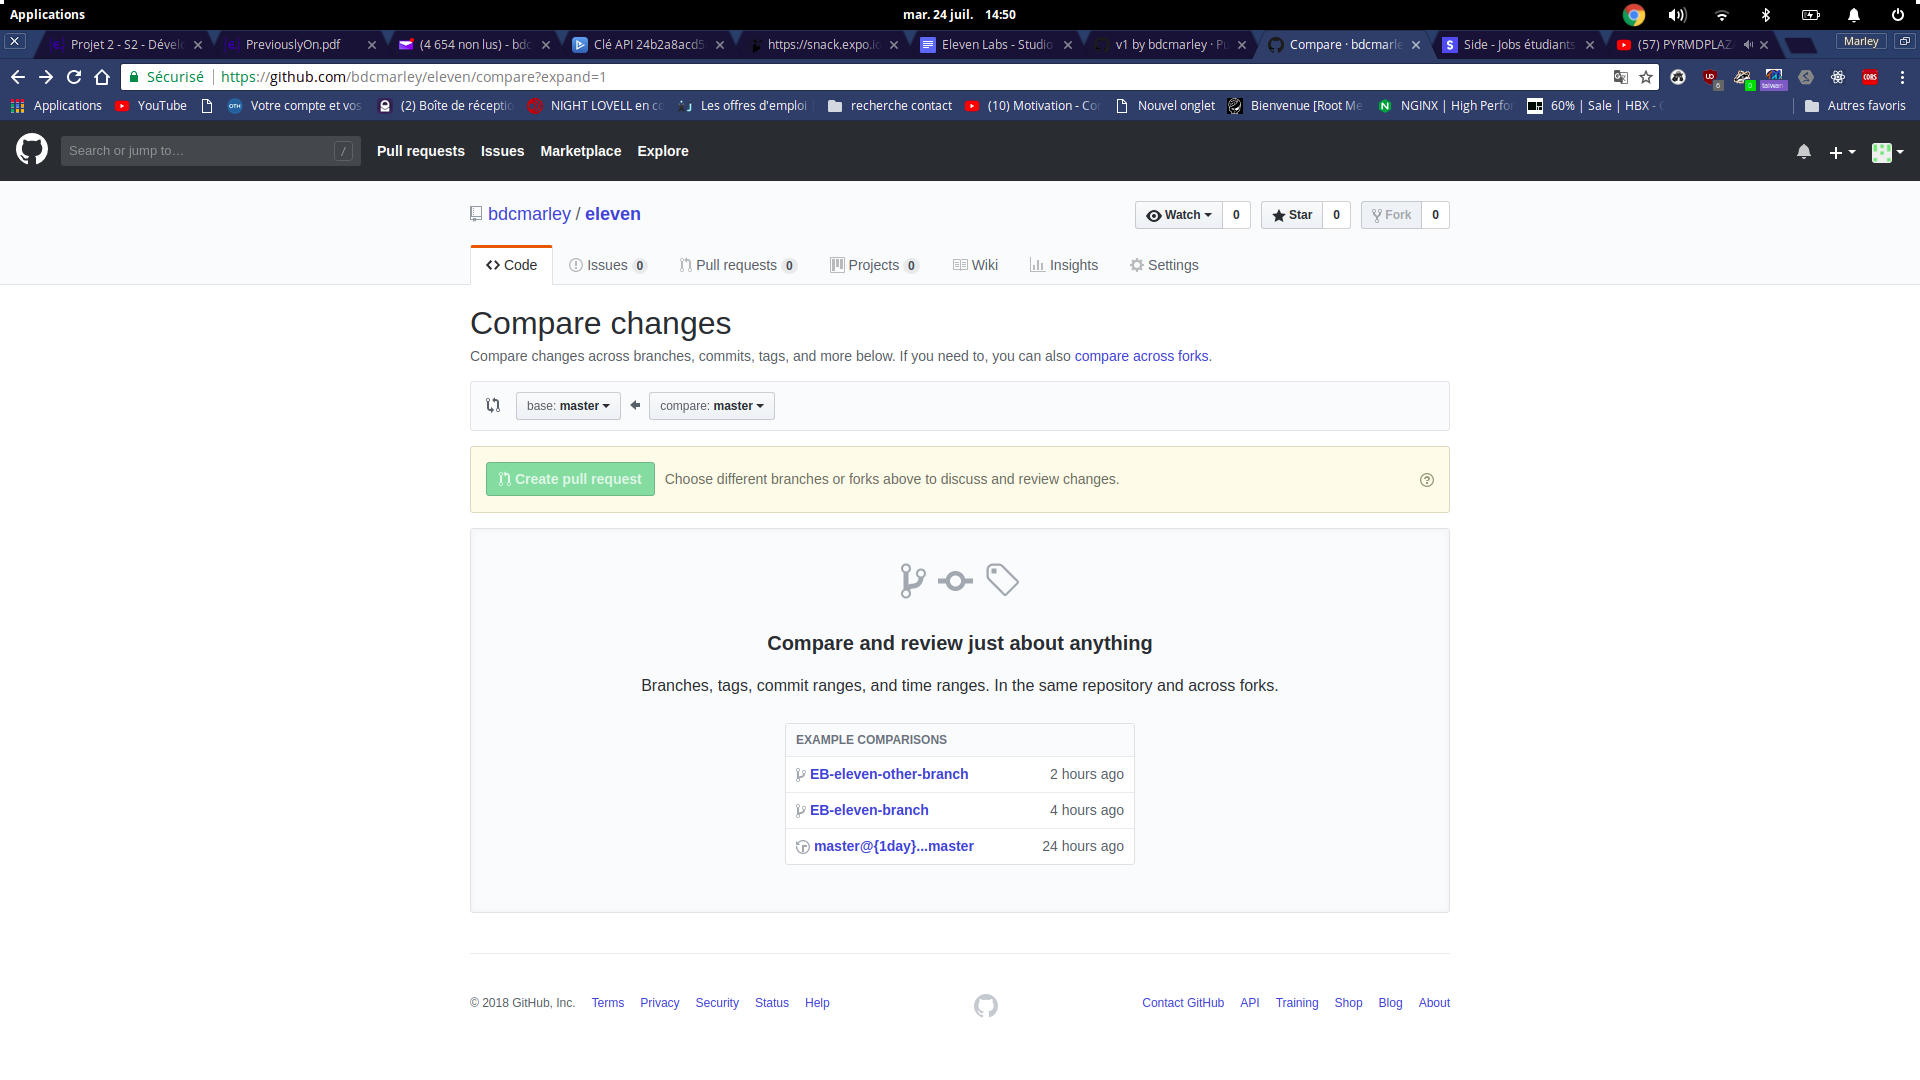 Applications
mar. 24 juil. 14:50
Projet 2 - S2 - Dével
PreviouslyOn.pdf
(4 654 non lus) - bdc
Clé API 24b2a8acd5
https://snack.expo.io
Eleven Labs - Studio
v1 by bdcmarley · Pu
Compare · bdcmarle
Side - Jobs étudiants
(57) PYRMDPLAZ
Marley
Sécurisé
https://github.com/bdcmarley/eleven/compare?expand=1
Applications
YouTube
Votre compte et vos
(2) Boîte de réceptio
NIGHT LOVELL en co
Les offres d'emploi
recherche contact
(10) Motivation - Cor
Nouvel onglet
Bienvenue [Root Me
NGINX | High Perfor
60% | Sale | HBX -
Autres favoris
Search or jump to…
/
Pull requests
Issues
Marketplace
Explore
bdcmarley / eleven
Watch 0
Star 0
Fork 0
Code
Issues 0
Pull requests 0
Projects 0
Wiki
Insights
Settings
Compare changes
Compare changes across branches, commits, tags, and more below. If you need to, you can also compare across forks.
base: master
compare: master
Create pull request
Choose different branches or forks above to discuss and review changes.
Compare and review just about anything
Branches, tags, commit ranges, and time ranges. In the same repository and across forks.
EXAMPLE COMPARISONS
EB-eleven-other-branch 2 hours ago
EB-eleven-branch 4 hours ago
master@{1day}...master 24 hours ago
© 2018 GitHub, Inc.
Terms
Privacy
Security
Status
Help
Contact GitHub
API
Training
Shop
Blog
About